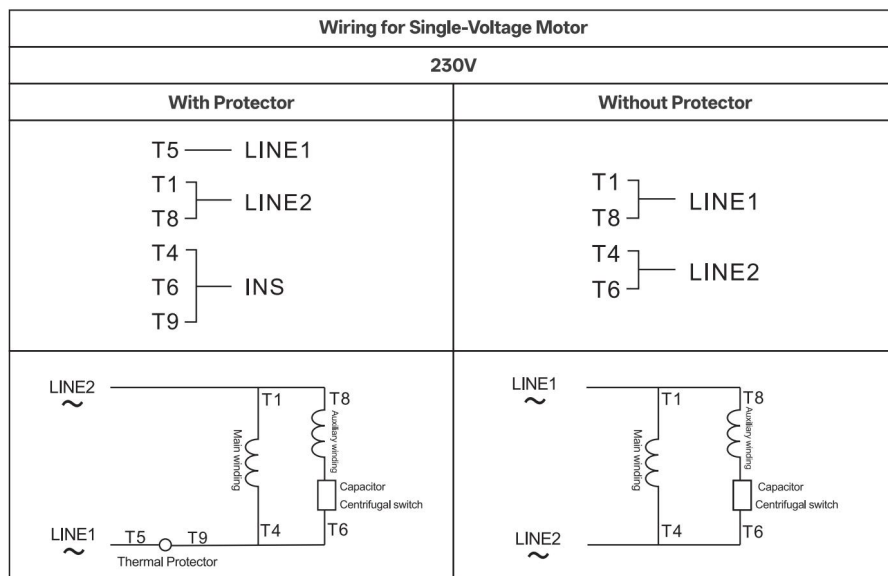 Wiring for Single-Voltage Motor
230V
With Protector
Without Protector
T5 LINE1
T1
T8
LINE2
T4
T6
T9
INS
T1
T8
LINE1
T4
T6
LINE2
LINE2
~
T1
T8
Main winding
Auxiliary winding
Capacitor
Centrifugal switch
LINE1
~
T5
T9
T4
T6
Thermal Protector
LINE1
~
T1
T8
Main winding
Auxiliary winding
Capacitor
Centrifugal switch
LINE2
~
T4
T6